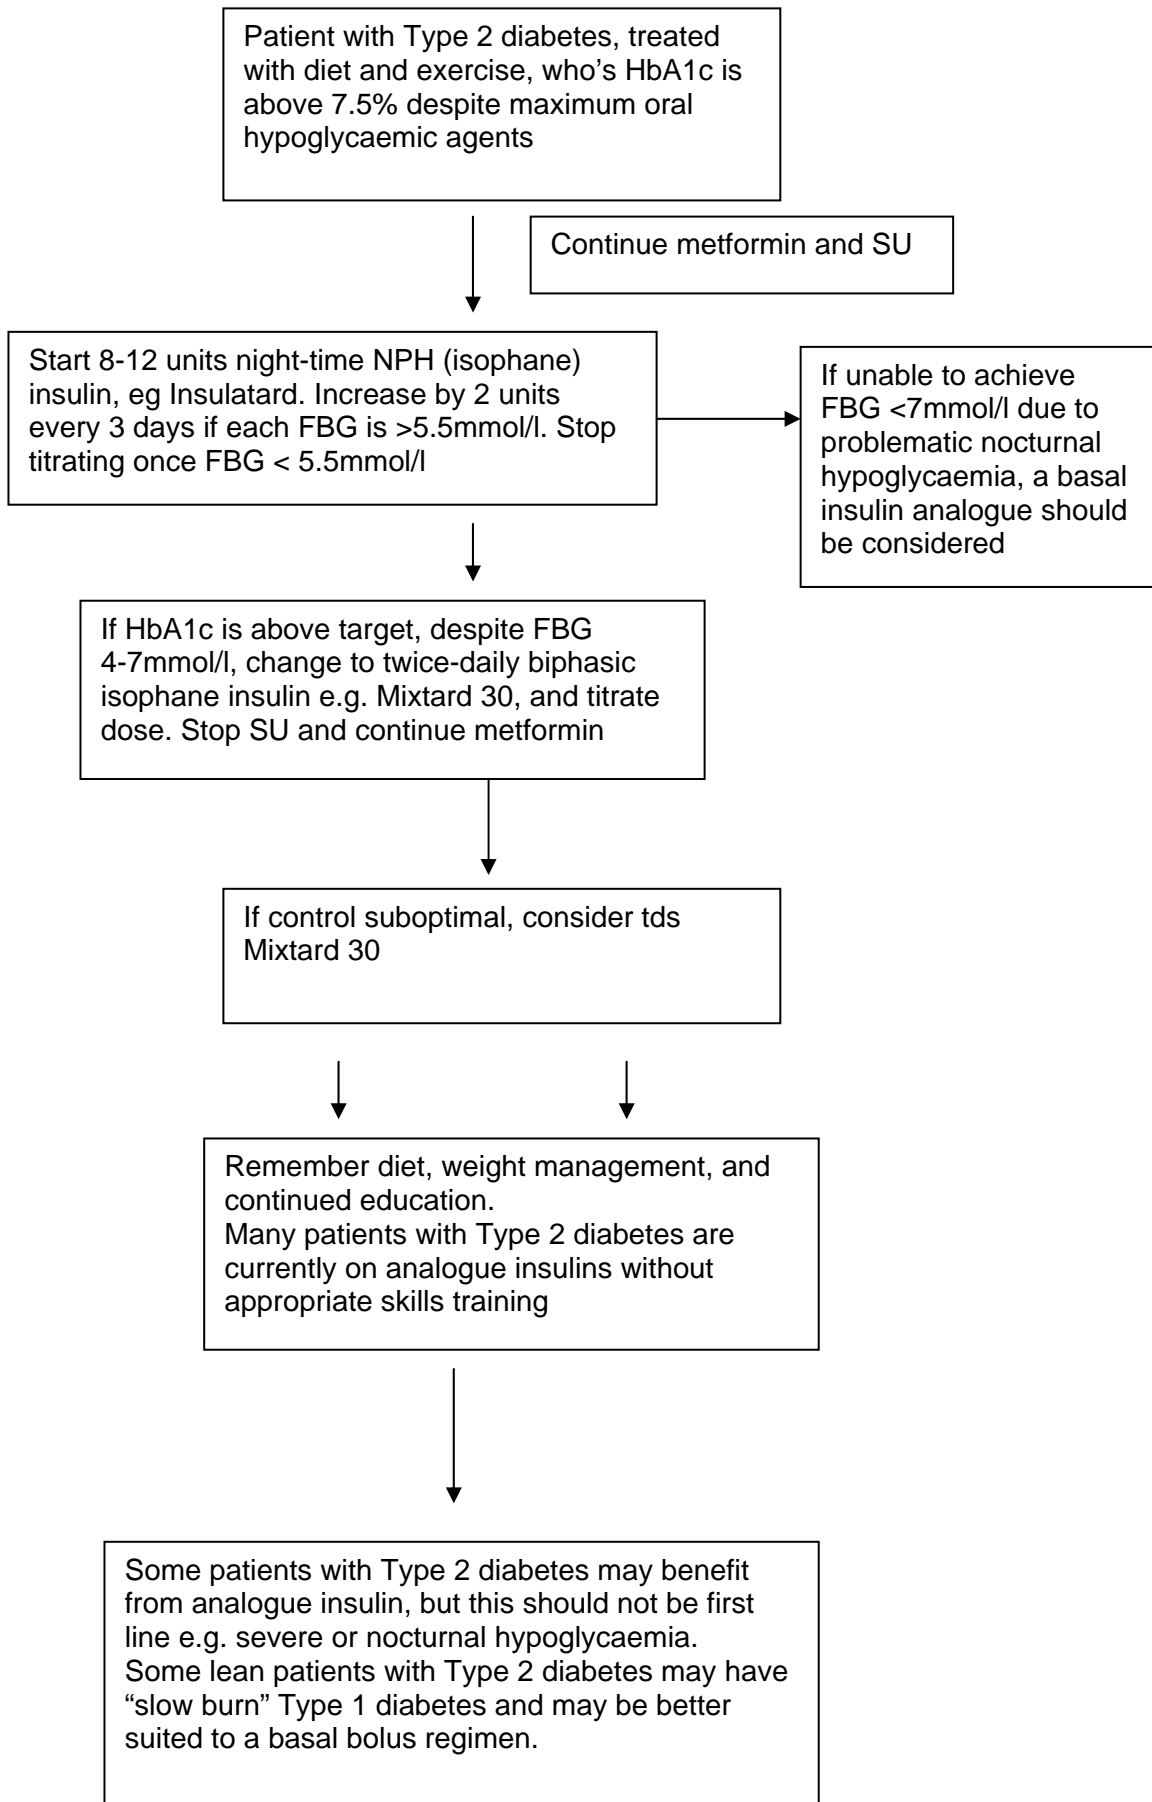 Patient with Type 2 diabetes, treated
with diet and exercise, who's HbA1c is
above 7.5% despite maximum oral
hypoglycaemic agents
Continue metformin and SU
Start 8-12 units night-time NPH (isophane)
insulin, eg Insulatard. Increase by 2 units
every 3 days if each FBG is >5.5mmol/l. Stop
titrating once FBG < 5.5mmol/l
If unable to achieve
FBG <7mmol/l due to
problematic nocturnal
hypoglycaemia, a basal
insulin analogue should
be considered
If HbA1c is above target, despite FBG
4-7mmol/l, change to twice-daily biphasic
isophane insulin e.g. Mixtard 30, and titrate
dose. Stop SU and continue metformin
If control suboptimal, consider tds
Mixtard 30
Remember diet, weight management, and
continued education.
Many patients with Type 2 diabetes are
currently on analogue insulins without
appropriate skills training
Some patients with Type 2 diabetes may benefit
from analogue insulin, but this should not be first
line e.g. severe or nocturnal hypoglycaemia.
Some lean patients with Type 2 diabetes may have
“slow burn” Type 1 diabetes and may be better
suited to a basal bolus regimen.